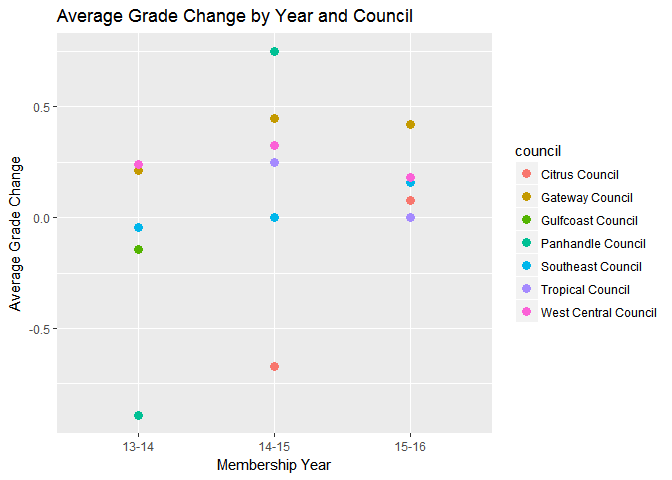 Average Grade Change by Year and Council
Average Grade Change
0.5
0.0
-0.5
13-14
14-15
15-16
Membership Year
council
Citrus Council
Gateway Council
Gulfcoast Council
Panhandle Council
Southeast Council
Tropical Council
West Central Council